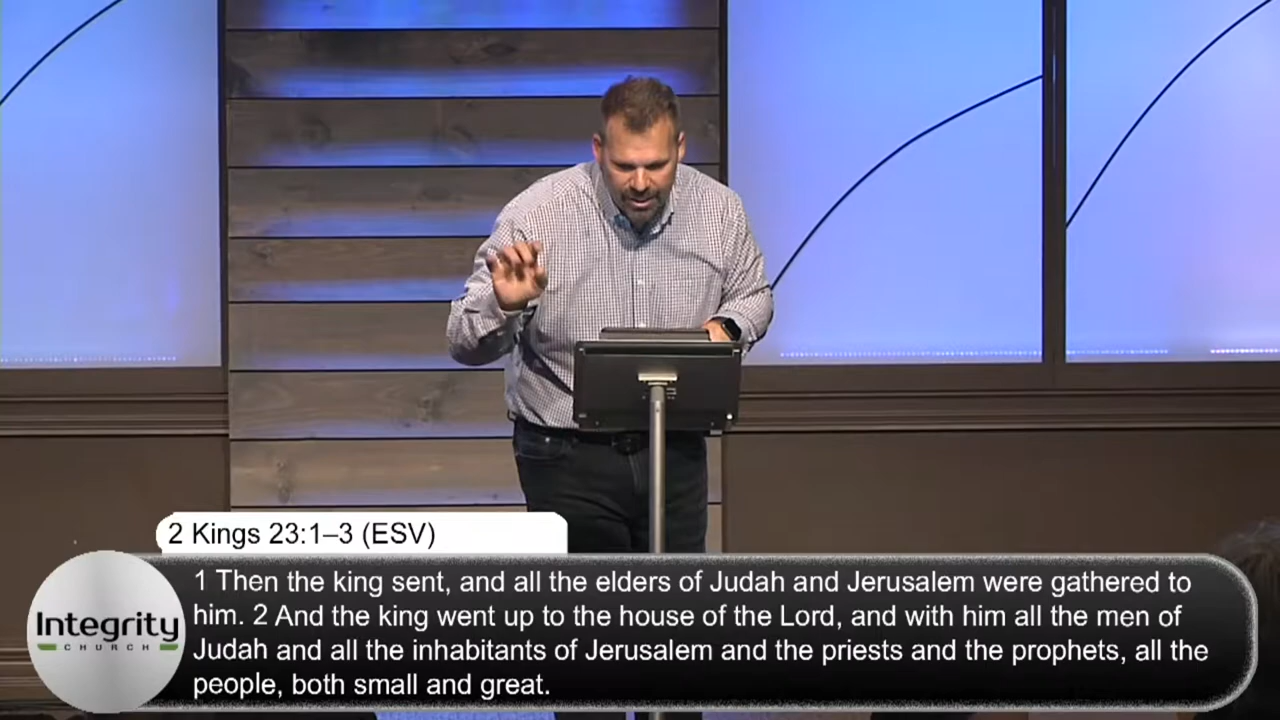 2 Kings 23:1–3 (ESV)
1 Then the king sent, and all the elders of Judah and Jerusalem were gathered to
him. 2 And the king went up to the house of the Lord, and with him all the men of
Judah and all the inhabitants of Jerusalem and the priests and the prophets, all the
people, both small and great.
Integrity
CHURCH